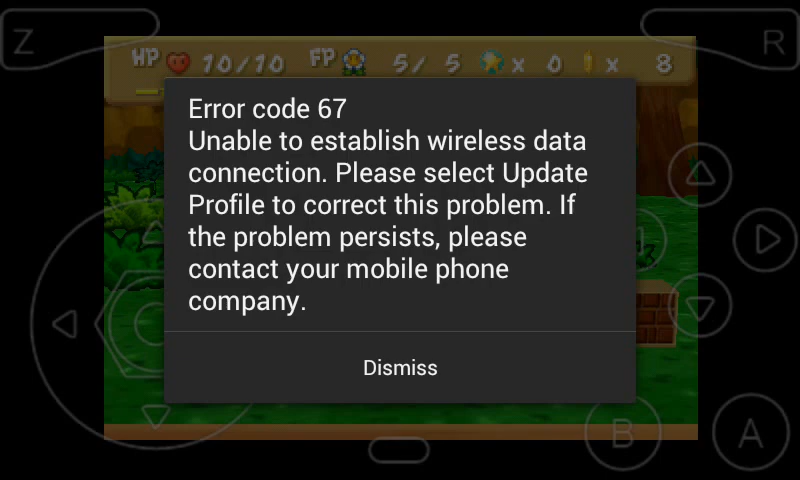 Z
R
HP 10/10 FP 5/ 5 x 0 x 8
Error code 67
Unable to establish wireless data
connection. Please select Update
Profile to correct this problem. If
the problem persists, please
contact your mobile phone
company.
Dismiss
B
A